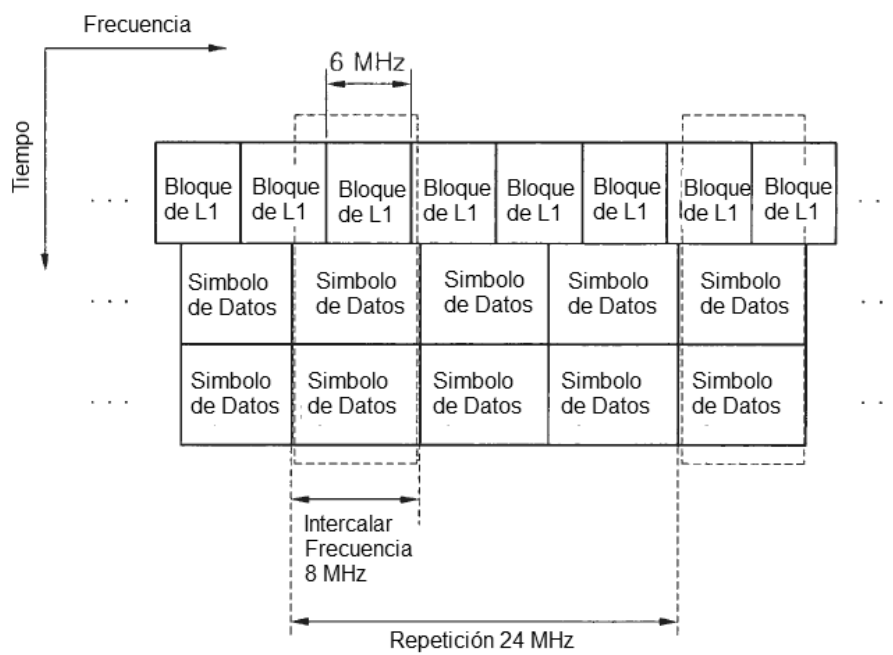 Frecuencia
6 MHz
Tiempo
. . . Bloque Bloque Bloque Bloque Bloque Bloque Bloque Bloque . .
de L1 de L1 de L1 de L1 de L1 de L1 de L1 de L1
. . . Simbolo Simbolo Simbolo Simbolo Simbolo . .
de Datos de Datos de Datos de Datos de Datos
. . . Simbolo Simbolo Simbolo Simbolo Simbolo . .
de Datos de Datos de Datos de Datos de Datos
Intercalar
Frecuencia
8 MHz
Repetición 24 MHz